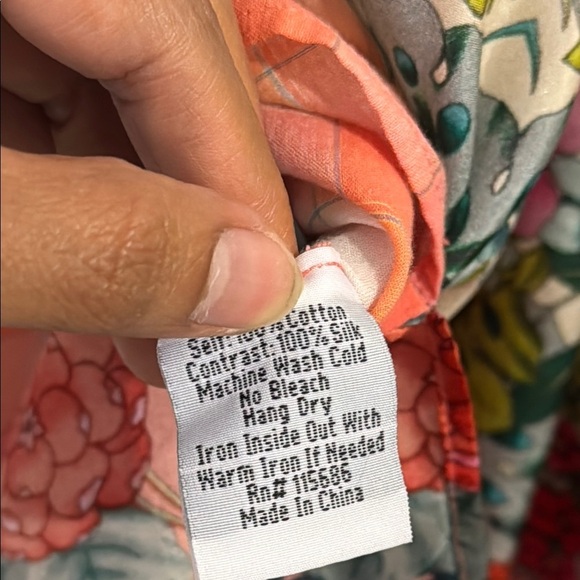 Self: 100% Cotton
Contrast: 100% Silk
Machine Wash Cold
No Bleach
Hang Dry
Iron Inside Out With
Warm Iron If Needed
Rn# 115686
Made In China